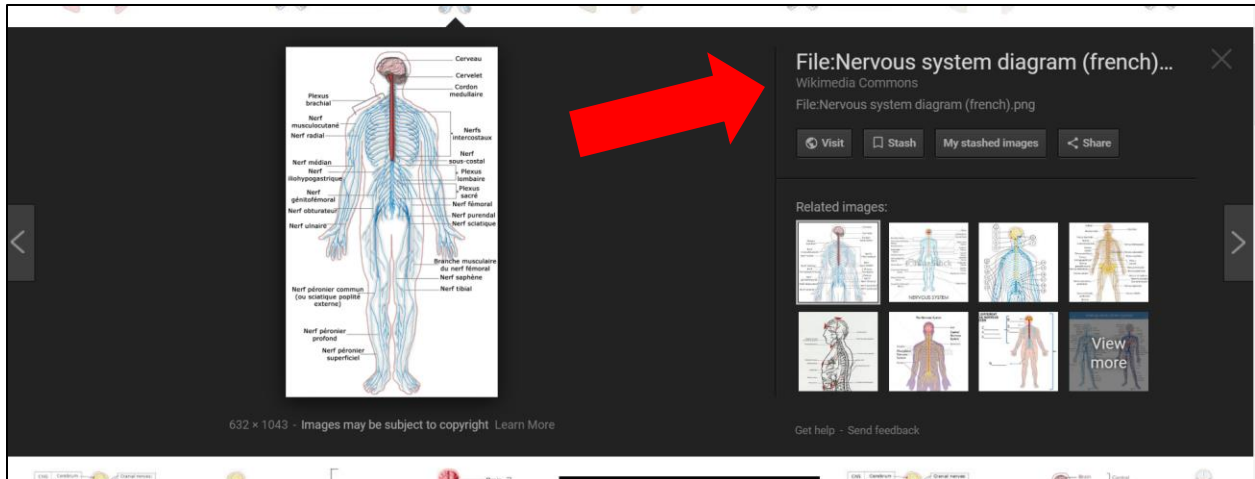 Cerveau
Cervelet
Cordon
medullaire
Plexus
brachial
Nerf
musculocutané
Nerf radial
Nerfs
intercostaux
Nerf médian
Nerf
iliohypogastrique
Nerf
sous-costal
Plexus
lombaire
Nerf
génitofémoral
Plexus
sacré
Nerf obturateur
Nerf fémoral
Nerf purendal
Nerf ulnaire
Nerf sciatique
Branche musculaire
du nerf fémoral
Nerf saphène
Nerf péronier commun
(ou sciatique poplité
externe)
Nerf tibial
Nerf péronier
profond
Nerf péronier
superficiel
632 × 1043 - Images may be subject to copyright Learn More
File:Nervous system diagram (french)...
Wikimedia Commons
File:Nervous system diagram (french).png
Visit
Stash
My stashed images
Share
Related images:
NERVOUS SYSTEM
View
more
Get help - Send feedback